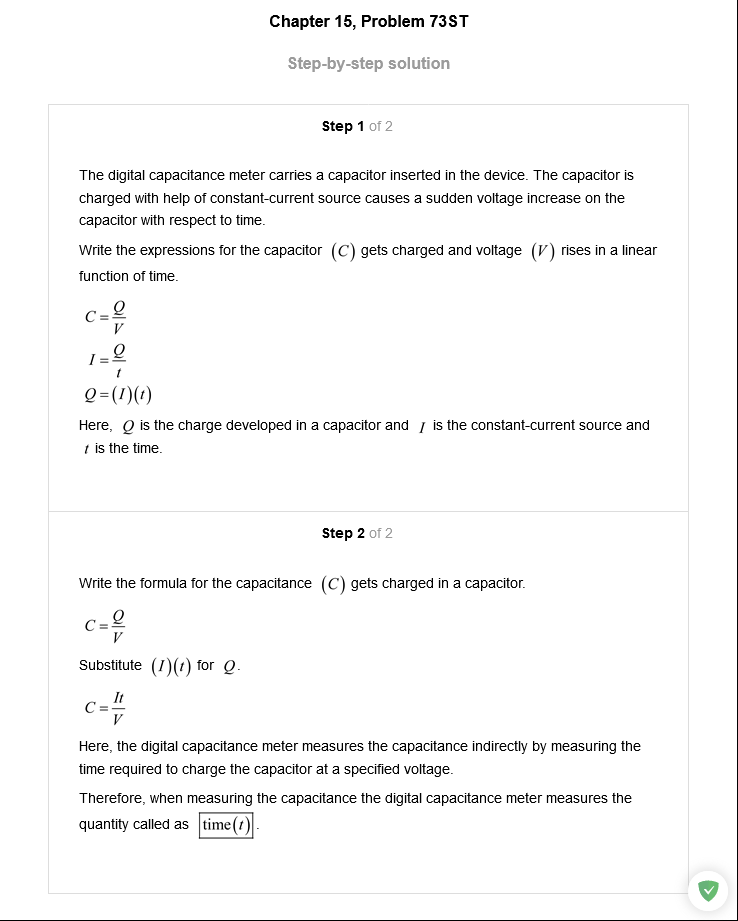 Chapter 15, Problem 73ST
Step-by-step solution
Step 1 of 2
The digital capacitance meter carries a capacitor inserted in the device. The capacitor is
charged with help of constant-current source causes a sudden voltage increase on the
capacitor with respect to time.
Write the expressions for the capacitor (C) gets charged and voltage (V) rises in a linear
function of time.
C = Q/V
I = Q/t
Q = (I)(t)
Here, Q is the charge developed in a capacitor and I is the constant-current source and
t is the time.
Step 2 of 2
Write the formula for the capacitance (C) gets charged in a capacitor.
C = Q/V
Substitute (I)(t) for Q.
C = It/V
Here, the digital capacitance meter measures the capacitance indirectly by measuring the
time required to charge the capacitor at a specified voltage.
Therefore, when measuring the capacitance the digital capacitance meter measures the
quantity called as time(t).